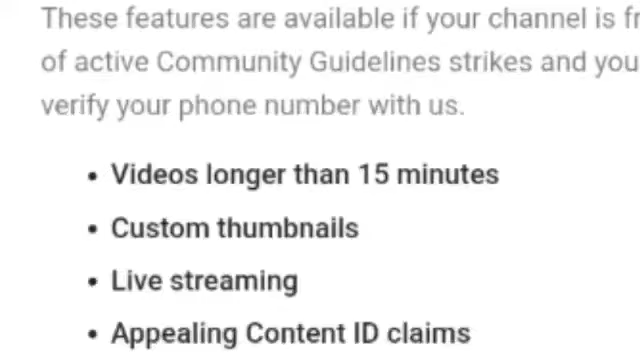 These features are available if your channel is
of active Community Guidelines strikes and you
verify your phone number with us.
• Videos longer than 15 minutes
• Custom thumbnails
• Live streaming
• Appealing Content ID claims